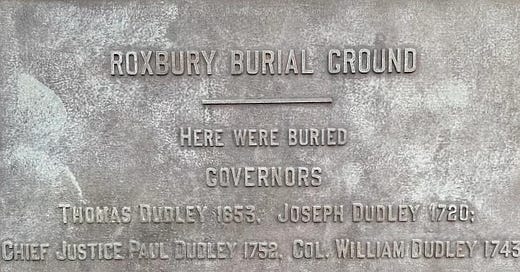 ROXBURY BURIAL GROUND
HERE WERE BURIED
GOVERNORS
THOMAS DUDLEY 1653, JOSEPH DUDLEY 1720;
CHIEF JUSTICE PAUL DUDLEY 1752, COL. WILLIAM DUDLEY 1743